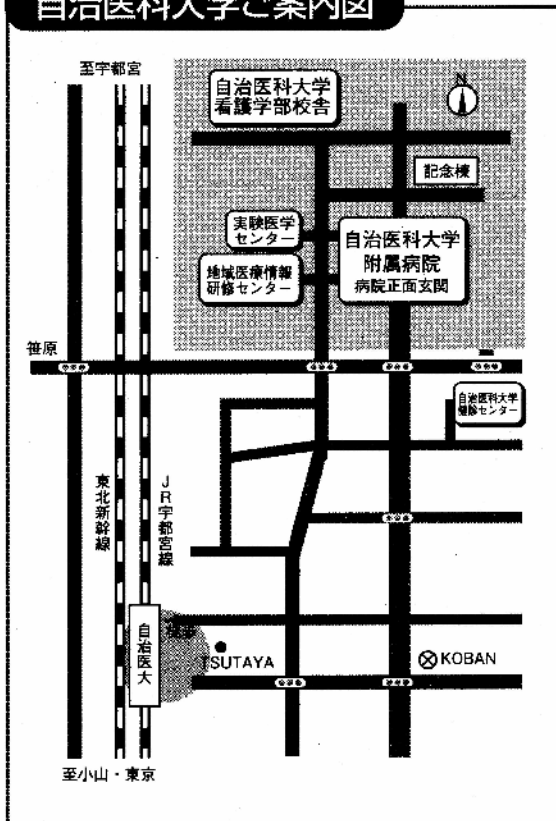 自治医科大学ご案内図
至宇都宮
自治医科大学
看護学部校舎
N
記念棟
実験医学
センター
自治医科大学
附属病院
病院正面玄関
地域医療情報
研修センター
笹原
自治医科大学
健診センター
東北新幹線
JR宇都宮線
自治医大
TSUTAYA
KOBAN
至小山・東京